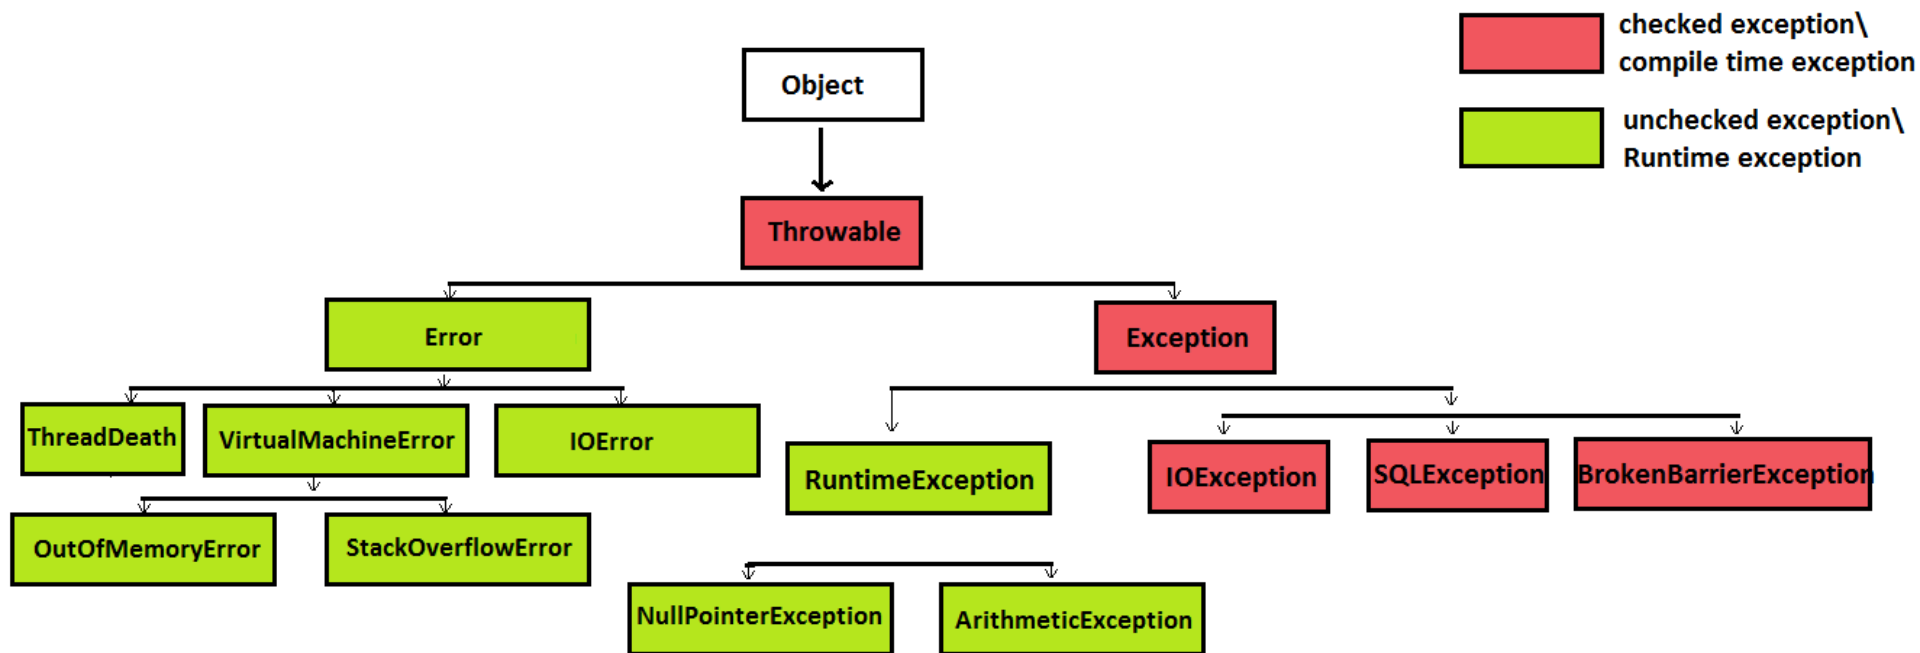 checked exception\
compile time exception
Object
unchecked exception\
Runtime exception
Throwable
Error
Exception
ThreadDeath
VirtualMachineError
IOError
RuntimeException
IOException
SQLException
BrokenBarrierException
OutOfMemoryError
StackOverflowError
NullPointerException
ArithmeticException